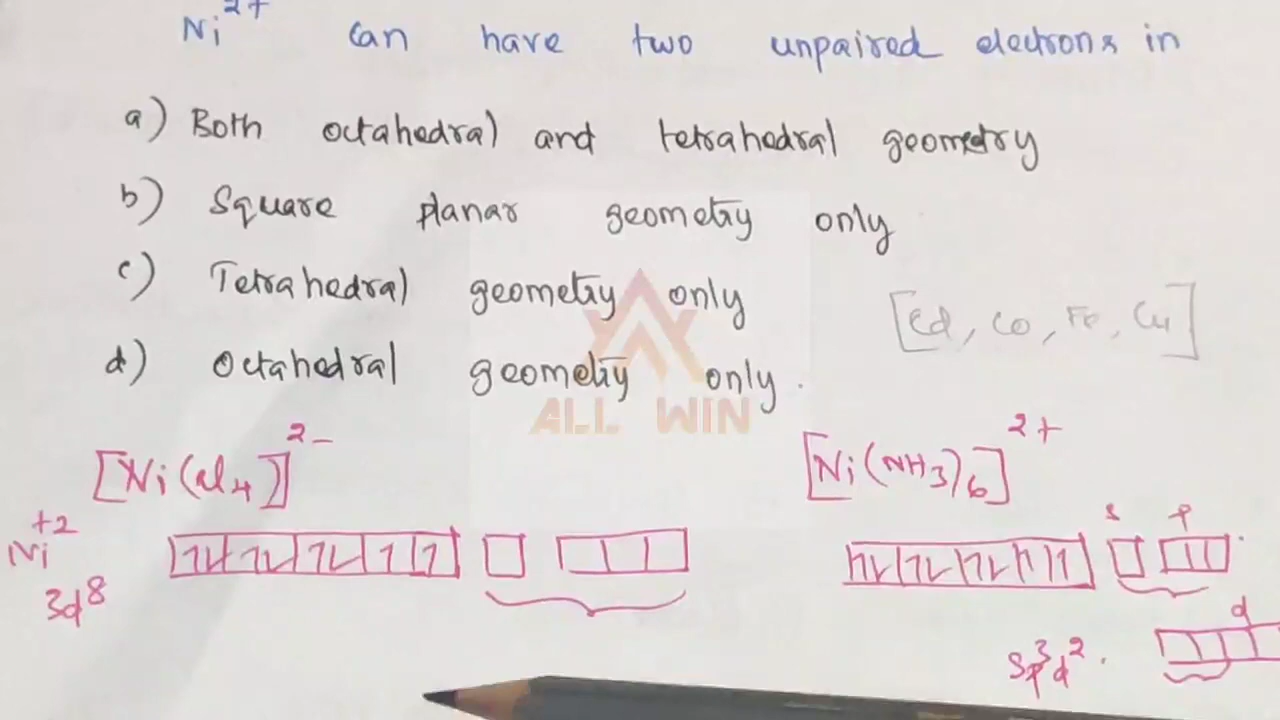 Ni2+ can have two unpaired electrons in
a) Both octahedral and tetrahedral geometry
b) Square planar geometry only
c) Tetrahedral geometry only
[Cd, Co, Fe, Cu]
d) Octahedral geometry only.
ALL WIN
[Ni(Cl4)]2-
[Ni(NH3)6]2+
Ni+2
s p
3d8
d
sp3d2.